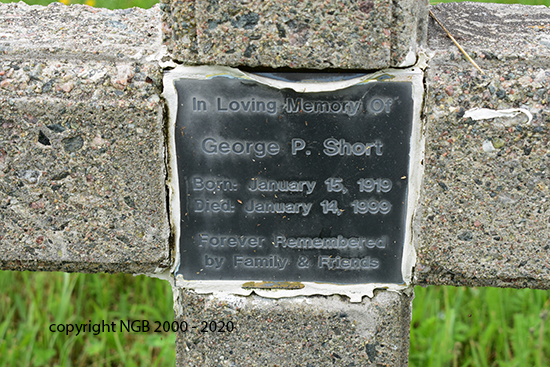 In Loving Memory Of
George P. Short
Born: January 15, 1919
Died: January 14, 1999
Forever Remembered
by Family & Friends
copyright NGB 2000 - 2020